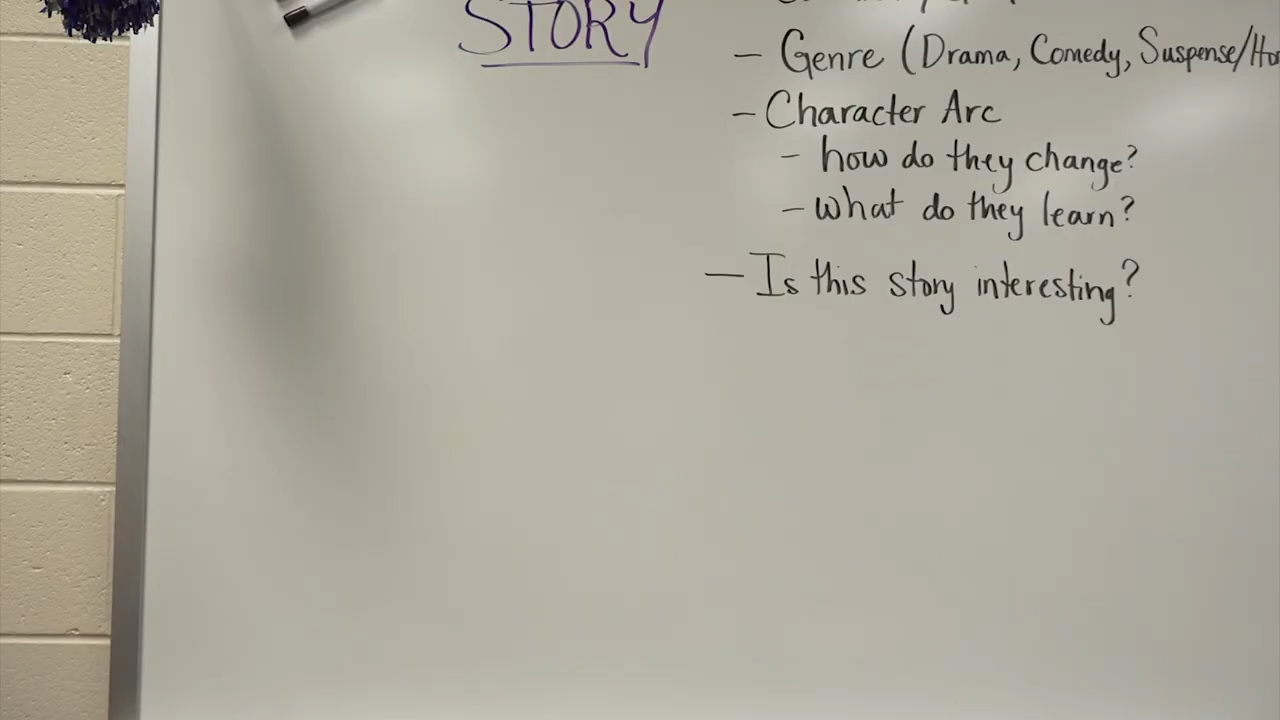 STORY
- Genre (Drama, Comedy, Suspense/
- Character Arc
- how do they change?
- What do they learn?
- Is this story interesting?